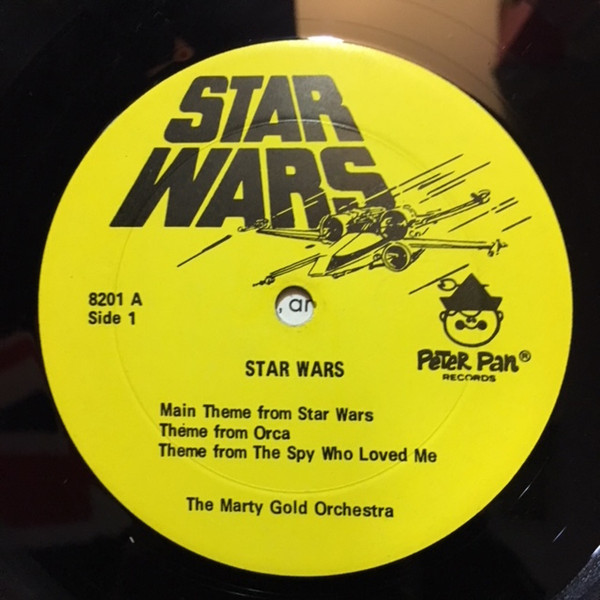 STAR
WARS
8201 A
Side 1
, ar
PETER PAN®
RECORDS
STAR WARS
Main Theme from Star Wars
Theme from Orca
Theme from The Spy Who Loved Me
The Marty Gold Orchestra